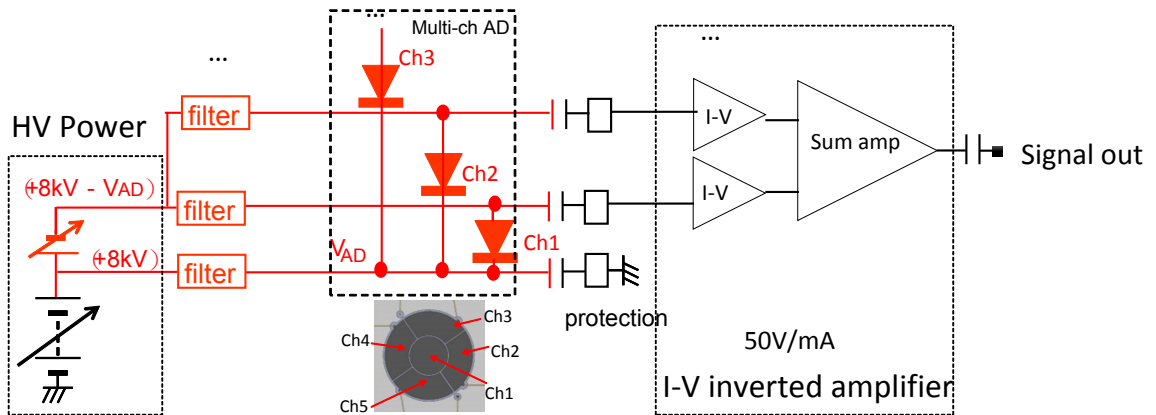 ...
Multi-ch AD
...
...
Ch3
filter
I-V
HV Power
Sum amp
Signal out
Ch2
(+8kV - VAD)
filter
I-V
Ch1
VAD
(+8kV)
filter
protection
Ch3
Ch4
Ch2
50V/mA
Ch1
I-V inverted amplifier
Ch5